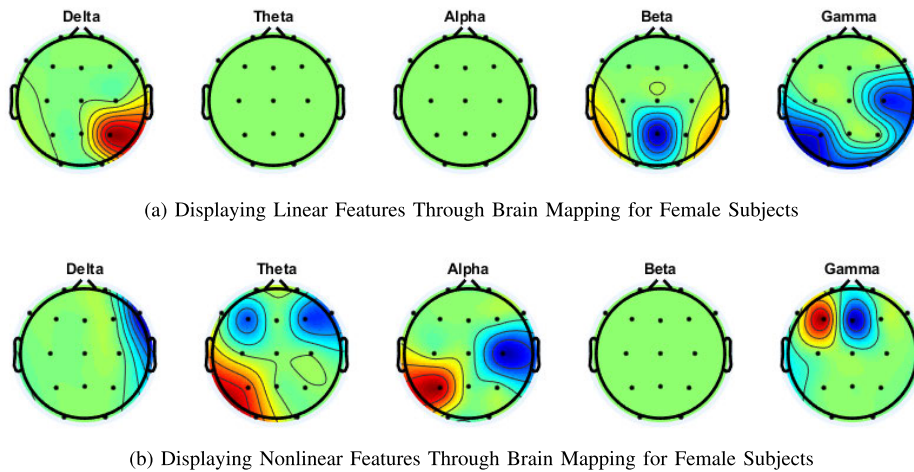 Delta Theta Alpha Beta Gamma
(a) Displaying Linear Features Through Brain Mapping for Female Subjects
Delta Theta Alpha Beta Gamma
(b) Displaying Nonlinear Features Through Brain Mapping for Female Subjects